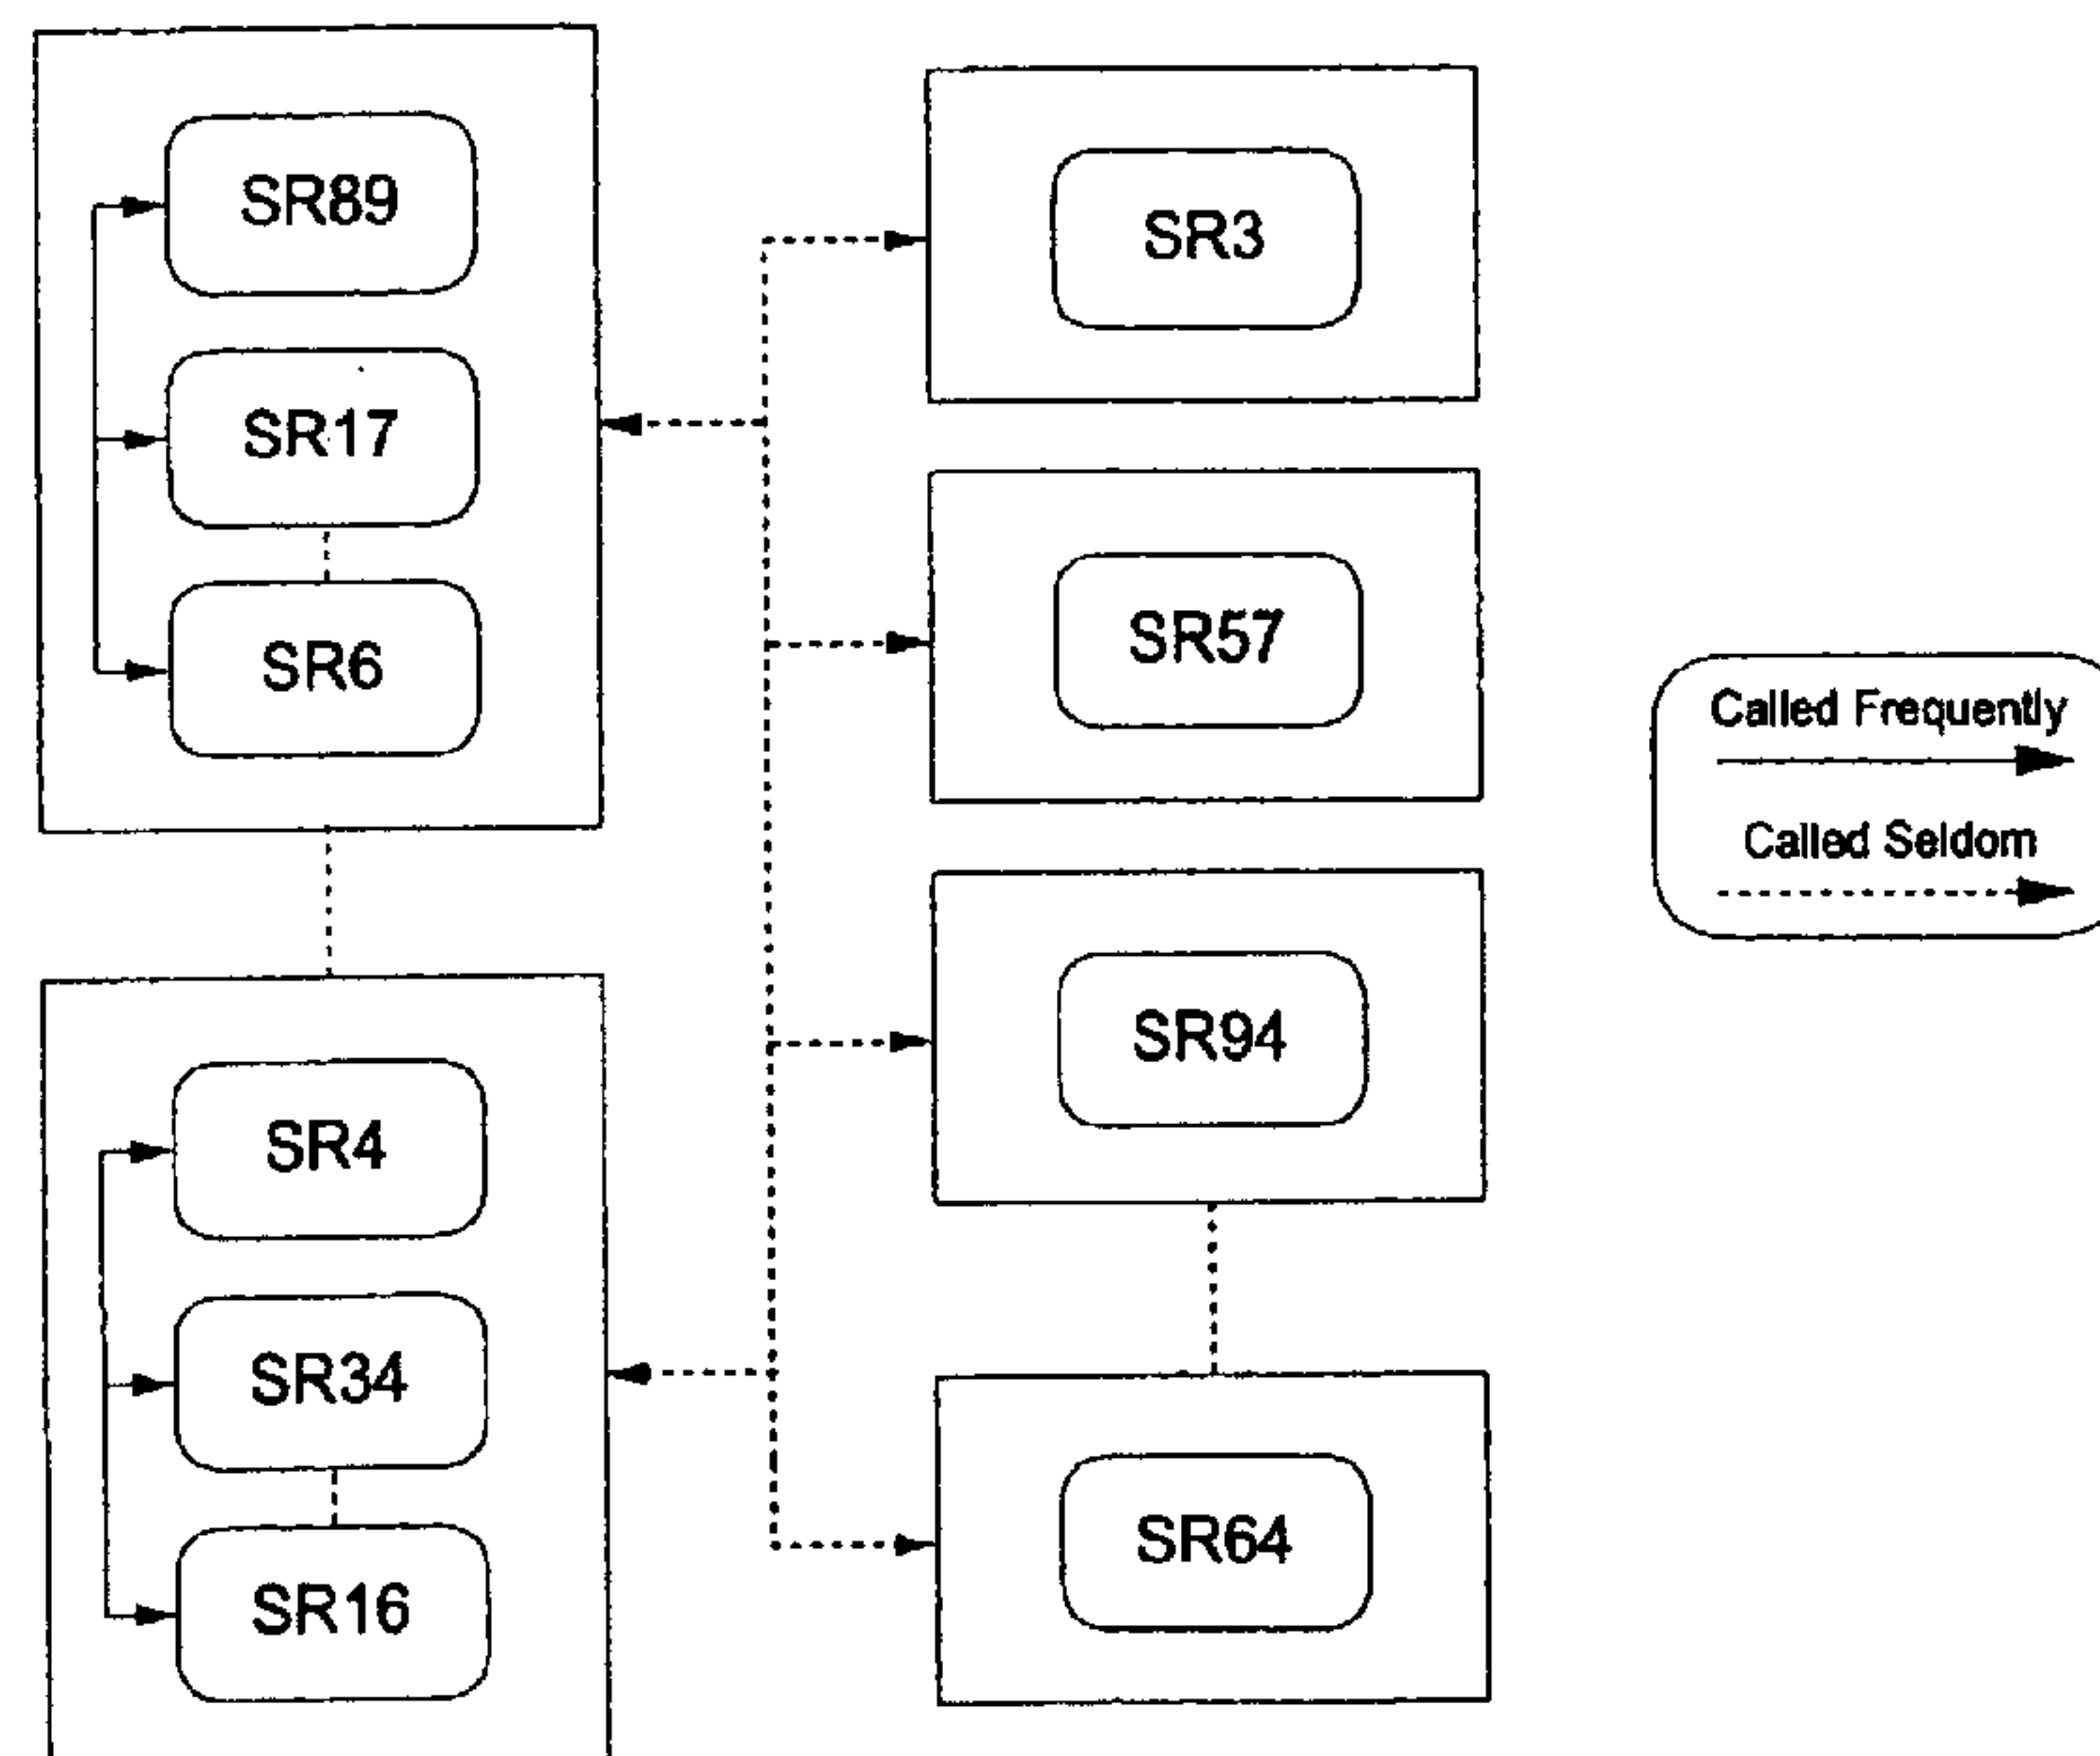 SR89
SR17
SR6
SR4
SR34
SR16
SR3
SR57
SR94
SR64
Called Frequently
Called Seldom